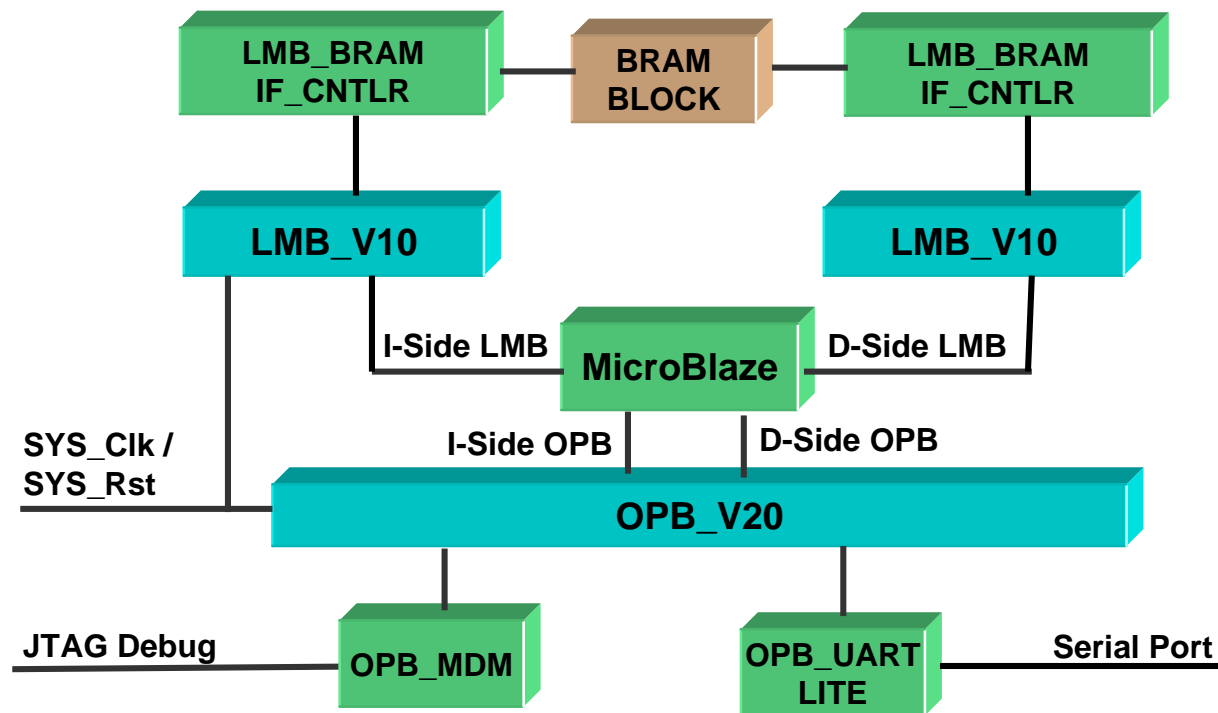 LMB_BRAM
IF_CNTLR
BRAM
BLOCK
LMB_BRAM
IF_CNTLR
LMB_V10
LMB_V10
I-Side LMB
MicroBlaze
D-Side LMB
SYS_Clk /
SYS_Rst
I-Side OPB
D-Side OPB
OPB_V20
JTAG Debug
OPB_MDM
OPB_UART
LITE
Serial Port